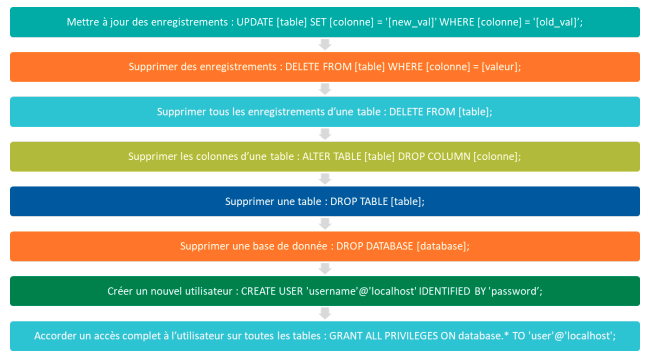 Mettre à jour des enregistrements : UPDATE [table] SET [colonne] = '[new_val]' WHERE [colonne] = '[old_val]’;
Supprimer des enregistrements : DELETE FROM [table] WHERE [colonne] = [valeur];
Supprimer tous les enregistrements d’une table : DELETE FROM [table];
Supprimer les colonnes d’une table : ALTER TABLE [table] DROP COLUMN [colonne];
Supprimer une table : DROP TABLE [table];
Supprimer une base de donnée : DROP DATABASE [database];
Créer un nouvel utilisateur : CREATE USER 'username'@'localhost' IDENTIFIED BY 'password’;
Accorder un accès complet à l’utilisateur sur toutes les tables : GRANT ALL PRIVILEGES ON database.* TO 'user'@'localhost';